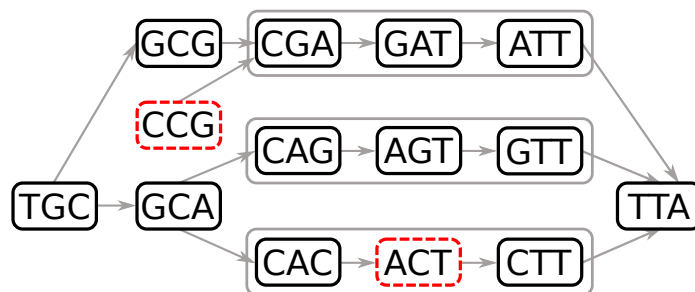 GCG CGA GAT ATT
CCG
CAG AGT GTT
TGC GCA TTA
CAC ACT CTT